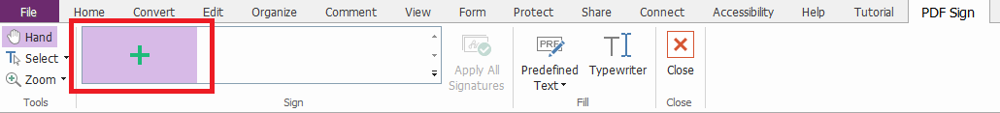 File Home Convert Edit Organize Comment View Form Protect Share Connect Accessibility Help Tutorial PDF Sign
Hand
Select
Zoom
Tools
Apply All
Signatures
Sign
PRE
Predefined
Text
Typewriter
Fill
Close
Close